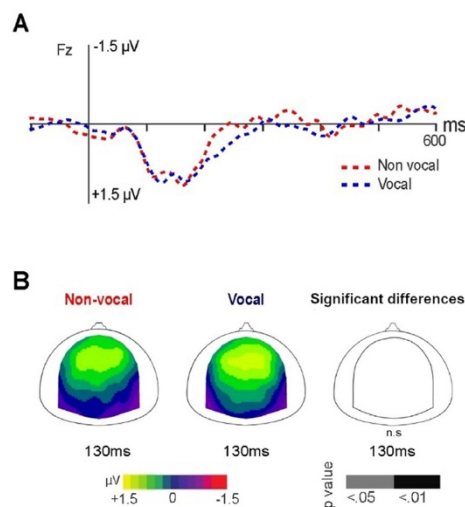 A
Fz
-1.5 µV
ms
600
+1.5 µV
Non vocal
Vocal
B
Non-vocal
Vocal
Significant differences
n.s
130ms
130ms
130ms
µV
+1.5 0 -1.5
p value
<.05 <.01